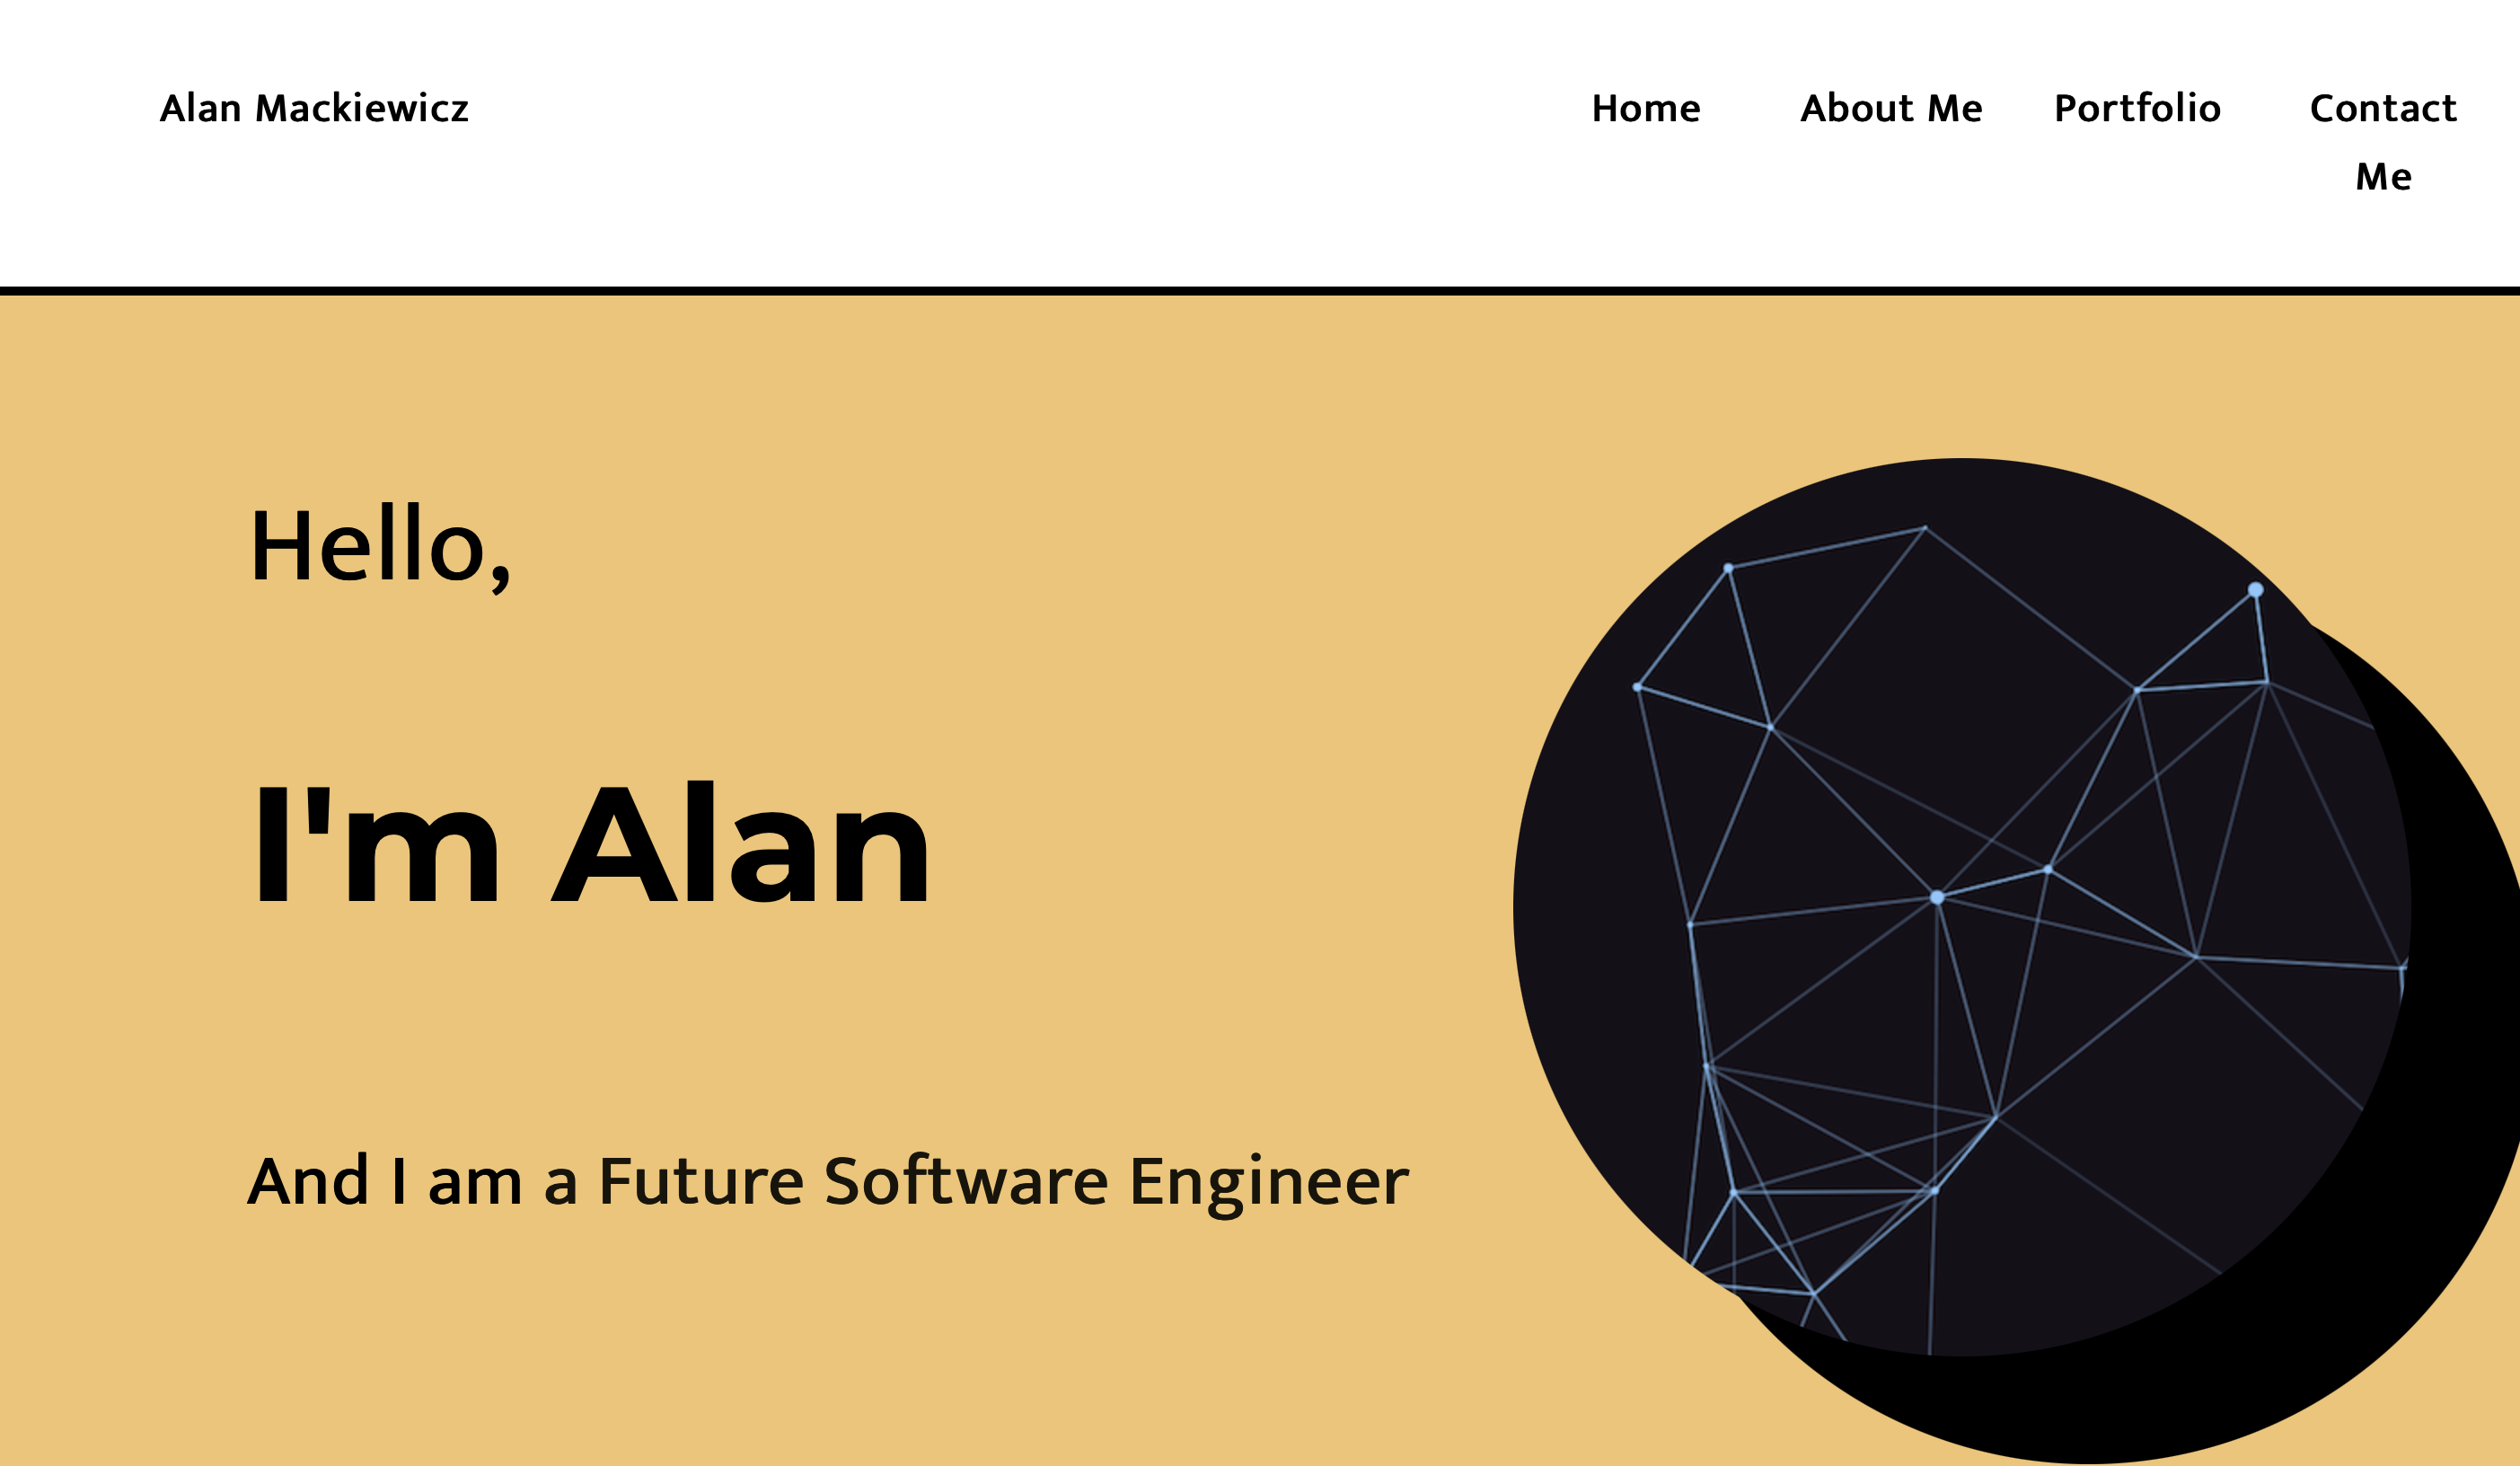 Alan Mackiewicz
Home
About Me
Portfolio
Contact
Me
Hello,
I'm Alan
And I am a Future Software Engineer